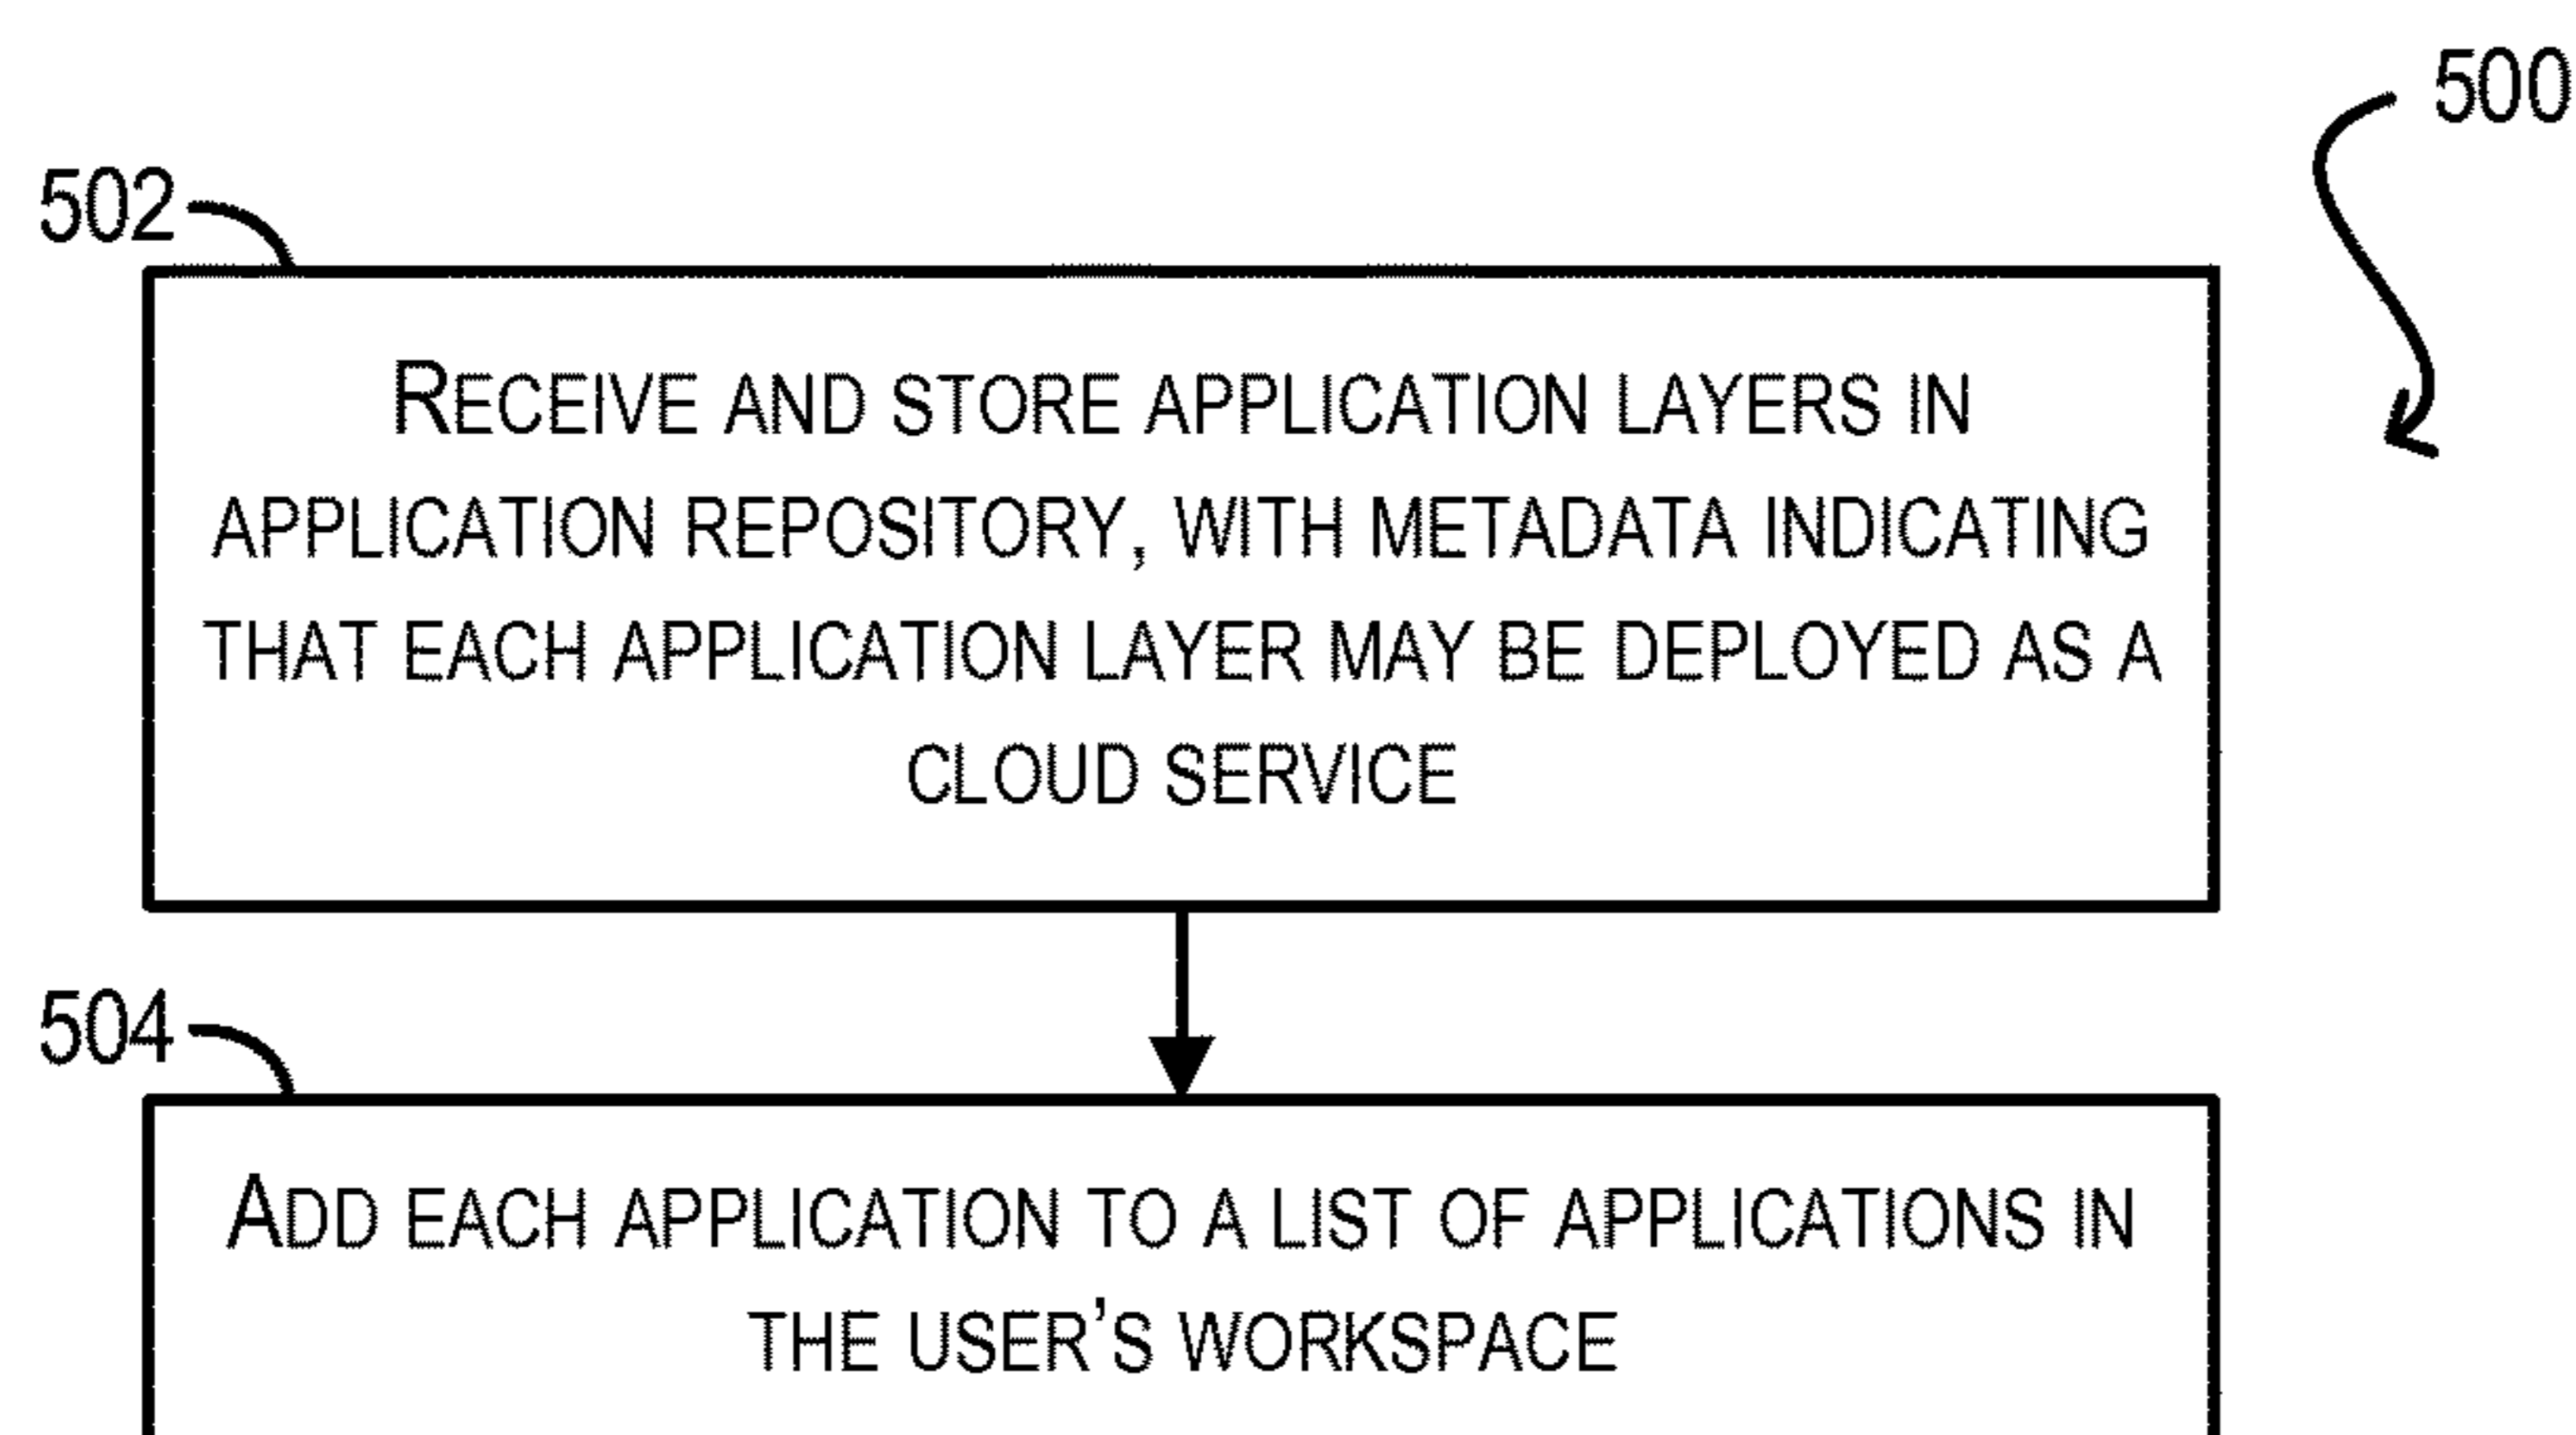 500
502
RECEIVE AND STORE APPLICATION LAYERS IN
APPLICATION REPOSITORY, WITH METADATA INDICATING
THAT EACH APPLICATION LAYER MAY BE DEPLOYED AS A
CLOUD SERVICE
504
ADD EACH APPLICATION TO A LIST OF APPLICATIONS IN
THE USER’S WORKSPACE